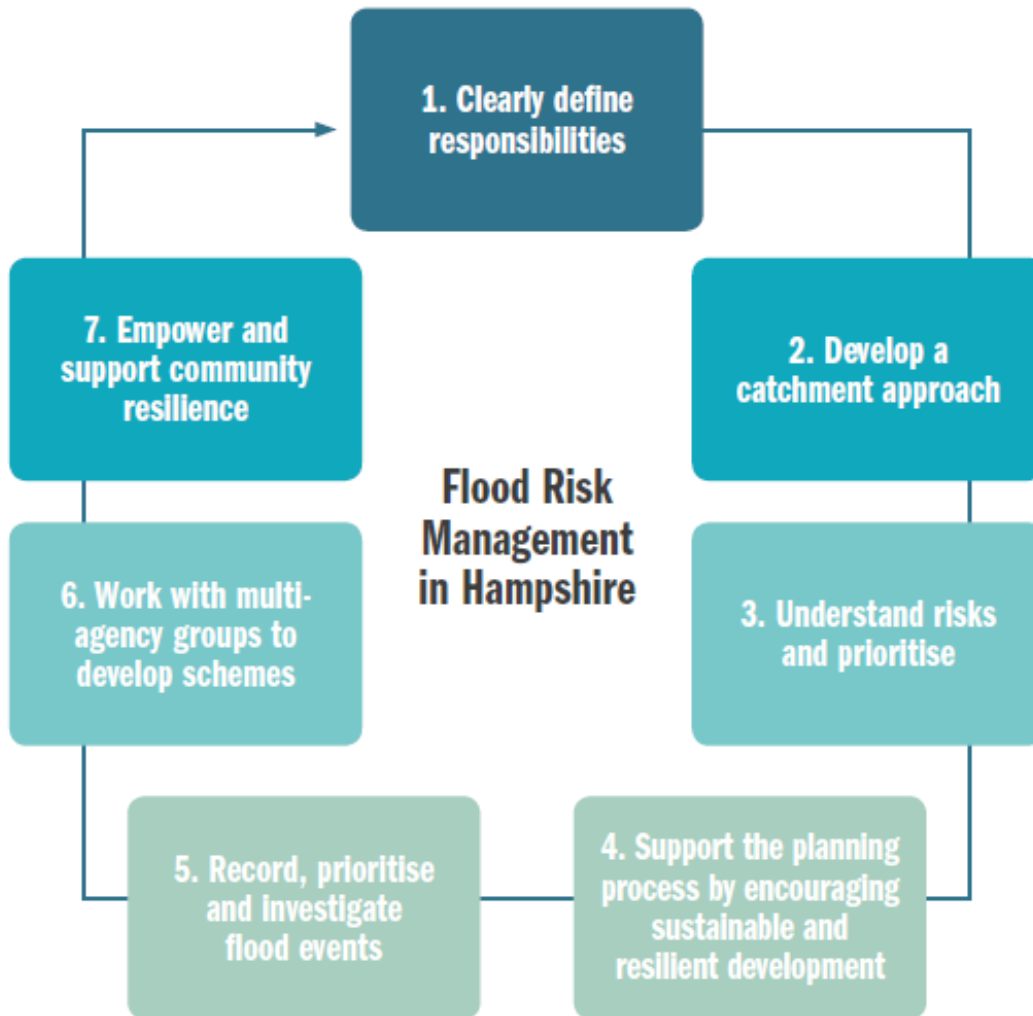 1. Clearly define
responsibilities
2. Develop a
catchment approach
3. Understand risks
and prioritise
4. Support the planning
process by encouraging
sustainable and
resilient development
5. Record, prioritise
and investigate
flood events
6. Work with multi-
agency groups to
develop schemes
7. Empower and
support community
resilience
Flood Risk
Management
in Hampshire